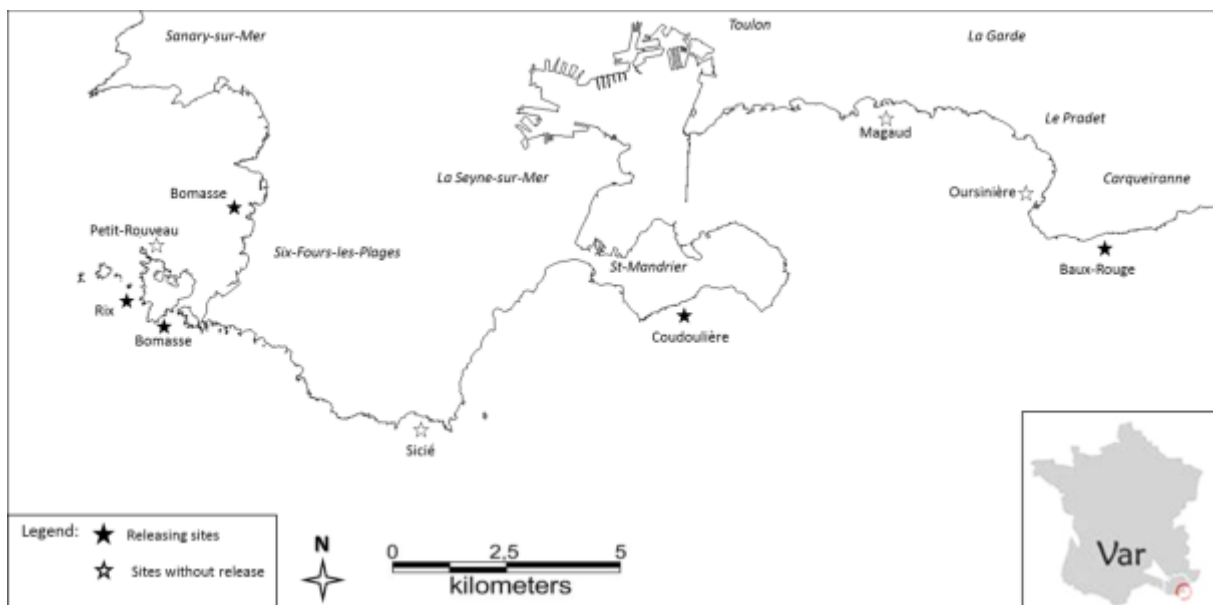 Sanary-sur-Mer
Toulon
La Garde
Magaud
Le Pradet
La Seyne-sur-Mer
Bomasse
Oursinière
Carqueiranne
Petit-Rouveau
Six-Fours-les-Plages
St-Mandrier
Baux-Rouge
Rix
Bomasse
Coudoulière
Sicié
Legend:
Releasing sites
Sites without release
N
0 2,5 5
kilometers
Var